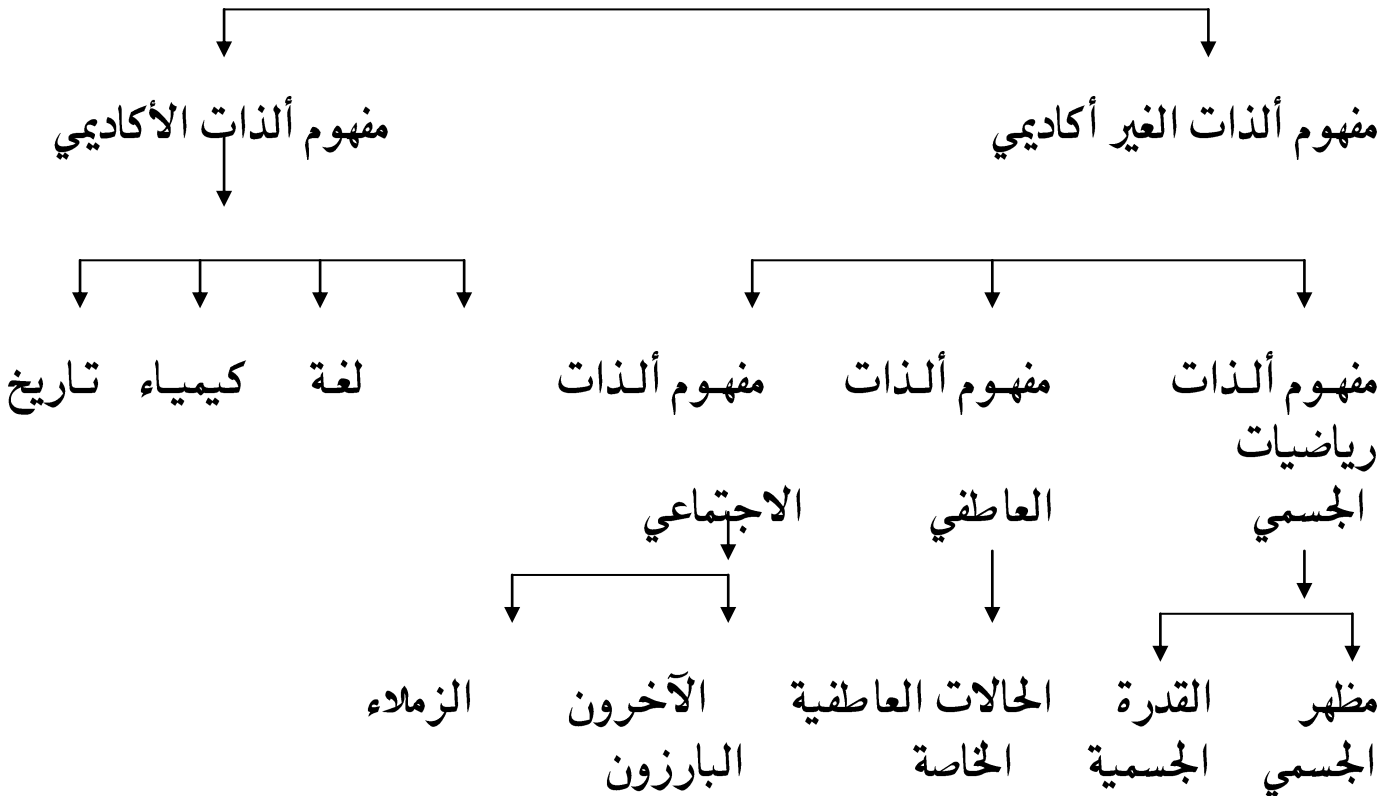 مفهوم ألذات الغير أكاديمي مفهوم ألذات الأكاديمي
مفهوم ألذات مفهوم ألذات مفهوم ألذات لغة كيمياء تاريخ
رياضيات
الجسمي العاطفي الاجتماعي
مظهر القدرة الحالات العاطفية الآخرون الزملاء
الجسمي الجسمية الخاصة البارزون